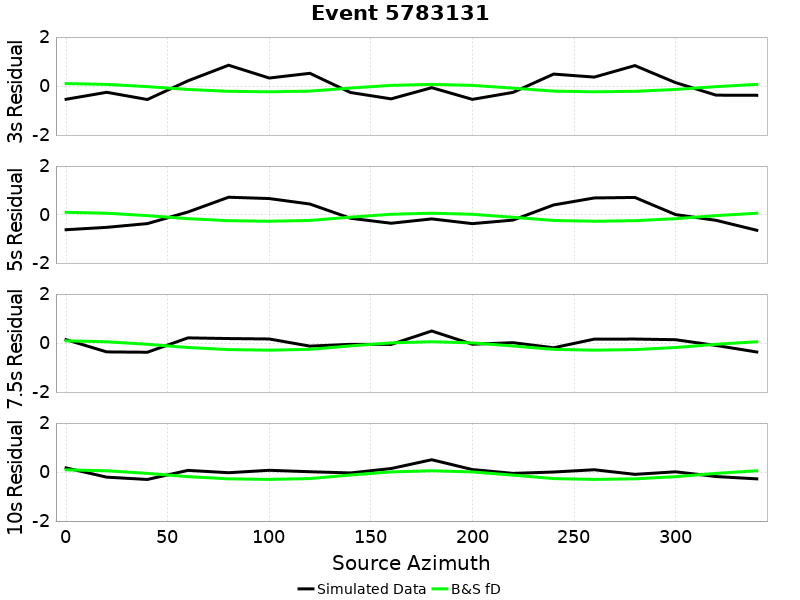 Event 5783131
3s Residual
2
0
-2
5s Residual
2
0
-2
7.5s Residual
2
0
-2
10s Residual
2
0
-2
0 50 100 150 200 250 300
Source Azimuth
Simulated Data B&S fD